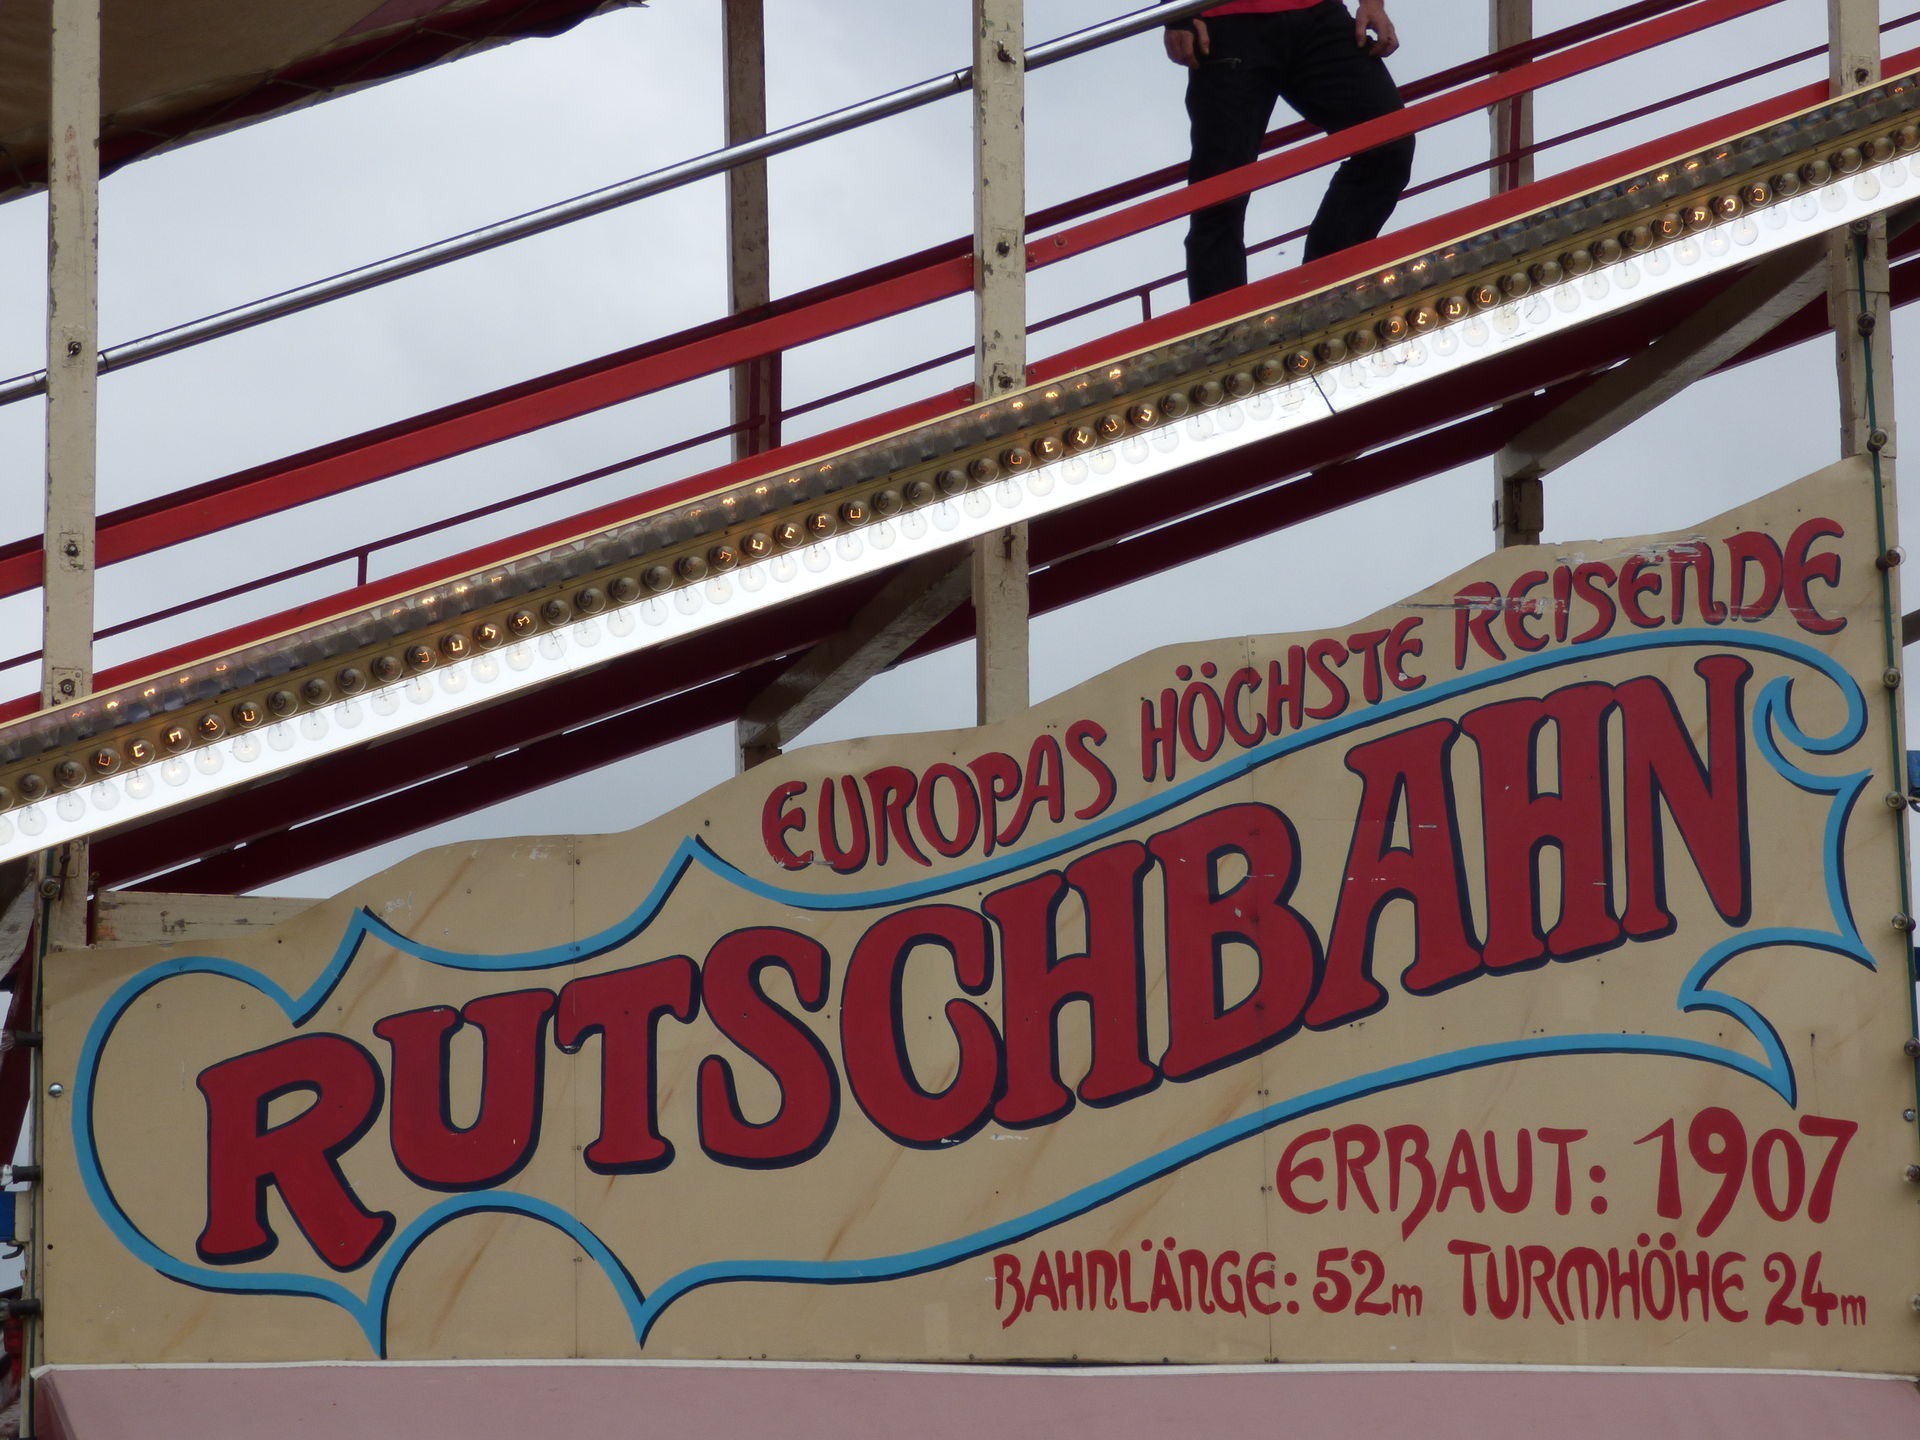 EUROPAS HÖCHSTE REISENDE
RUTSCHBAHN
ERBAUT: 1907
BAHNLÄNGE: 52m TURMHÖHE 24m